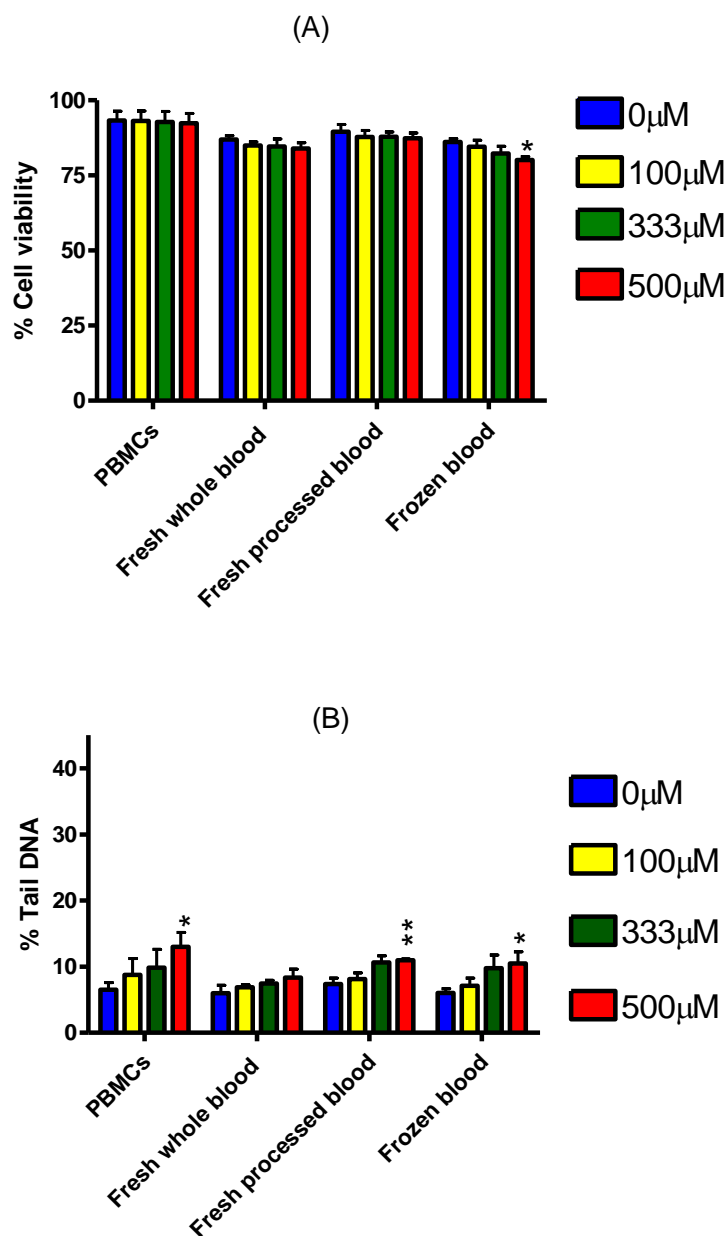 (A)
100
75
50
25
0
% Cell viability
*
0μM
100μM
333μM
500μM
PBMCs
Fresh whole blood
Fresh processed blood
Frozen blood
(B)
40
30
20
10
0
% Tail DNA
*
**
*
0μM
100μM
333μM
500μM
PBMCs
Fresh whole blood
Fresh processed blood
Frozen blood